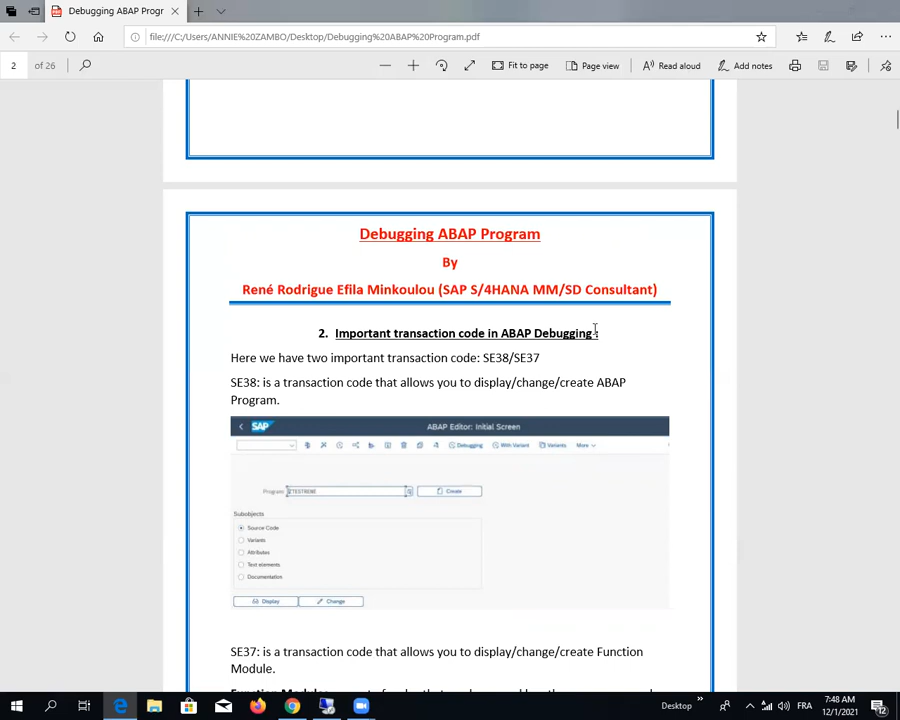 Debugging ABAP Progr
file:///C:/Users/ANNIE%20ZAMBO/Desktop/Debugging%20ABAP%20Program.pdf
2 of 26 Fit to page Page view Read aloud Add notes
Debugging ABAP Program
By
René Rodrigue Efila Minkoulou (SAP S/4HANA MM/SD Consultant)
2. Important transaction code in ABAP Debugging :
Here we have two important transaction code: SE38/SE37
SE38: is a transaction code that allows you to display/change/create ABAP
Program.
SAP ABAP Editor: Initial Screen
Debugging With Variant Variants More
Program: ZTESTRENE Create
Subobjects
Source Code
Variants
Attributes
Text elements
Documentation
Display Change
SE37: is a transaction code that allows you to display/change/create Function
Module.
Desktop FRA 7:48 AM
12/1/2021 12